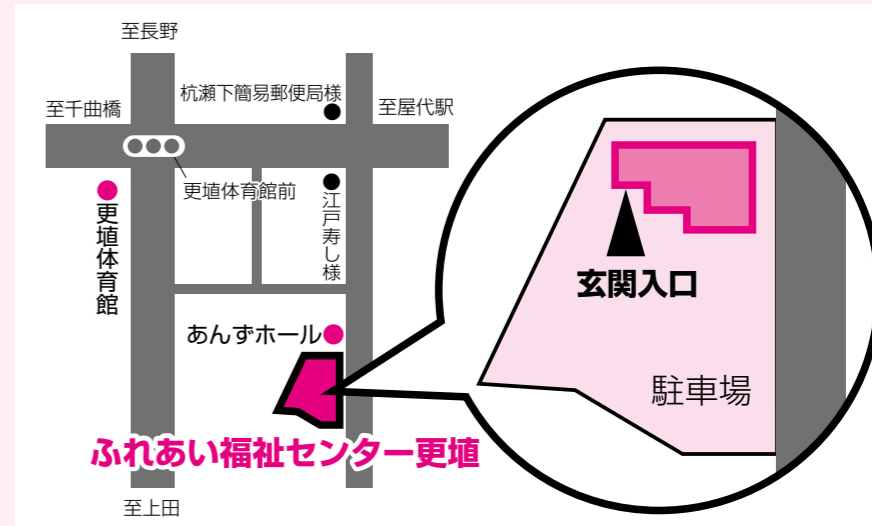 至長野
至千曲橋
杭瀬下簡易郵便局様
至屋代駅
更埴体育館前
更埴体育館
江戸寿し様
あんずホール
ふれあい福祉センター更埴
至上田
玄関入口
駐車場